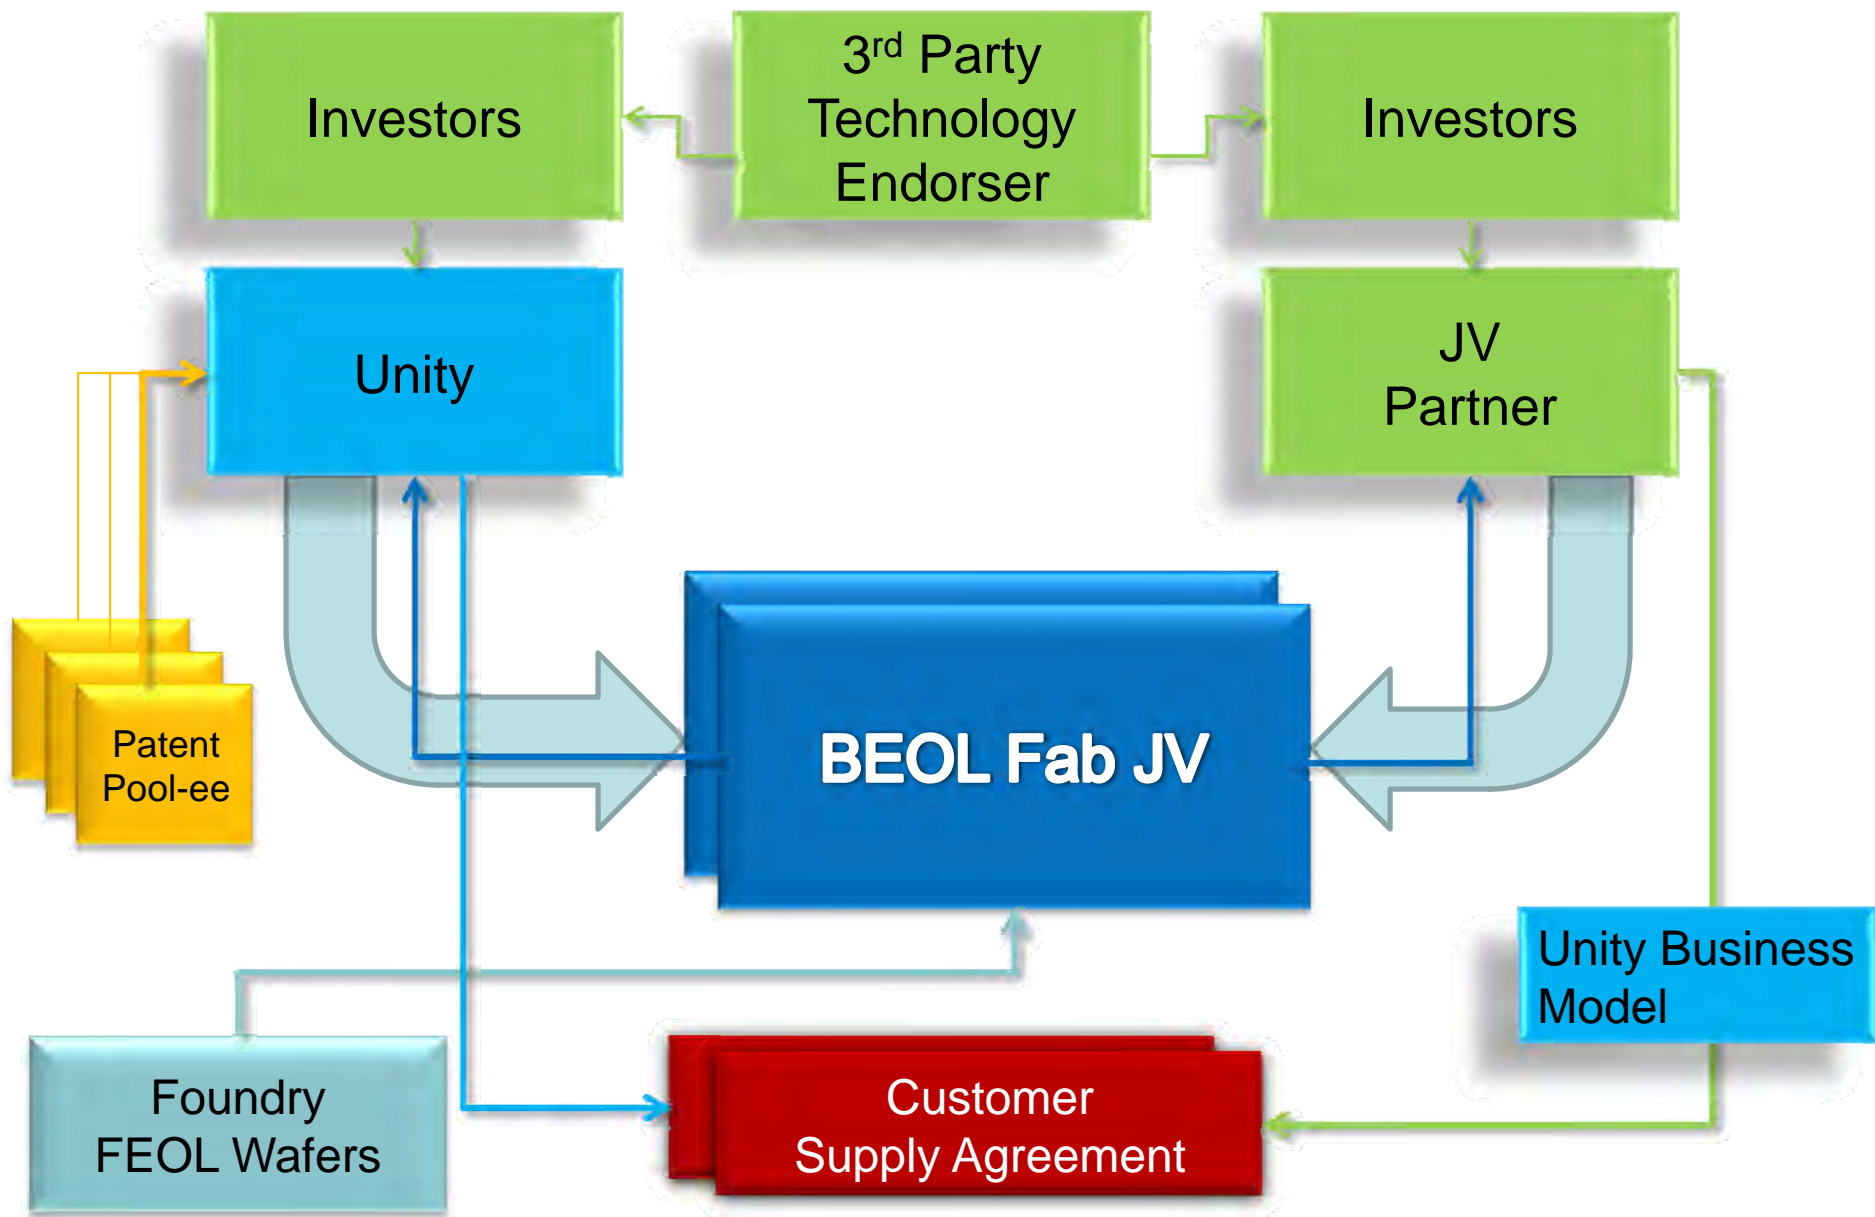 Investors
3rd Party
Technology
Endorser
Investors
Unity
JV
Partner
Patent
Pool-ee
BEOL Fab JV
Unity Business
Model
Foundry
FEOL Wafers
Customer
Supply Agreement